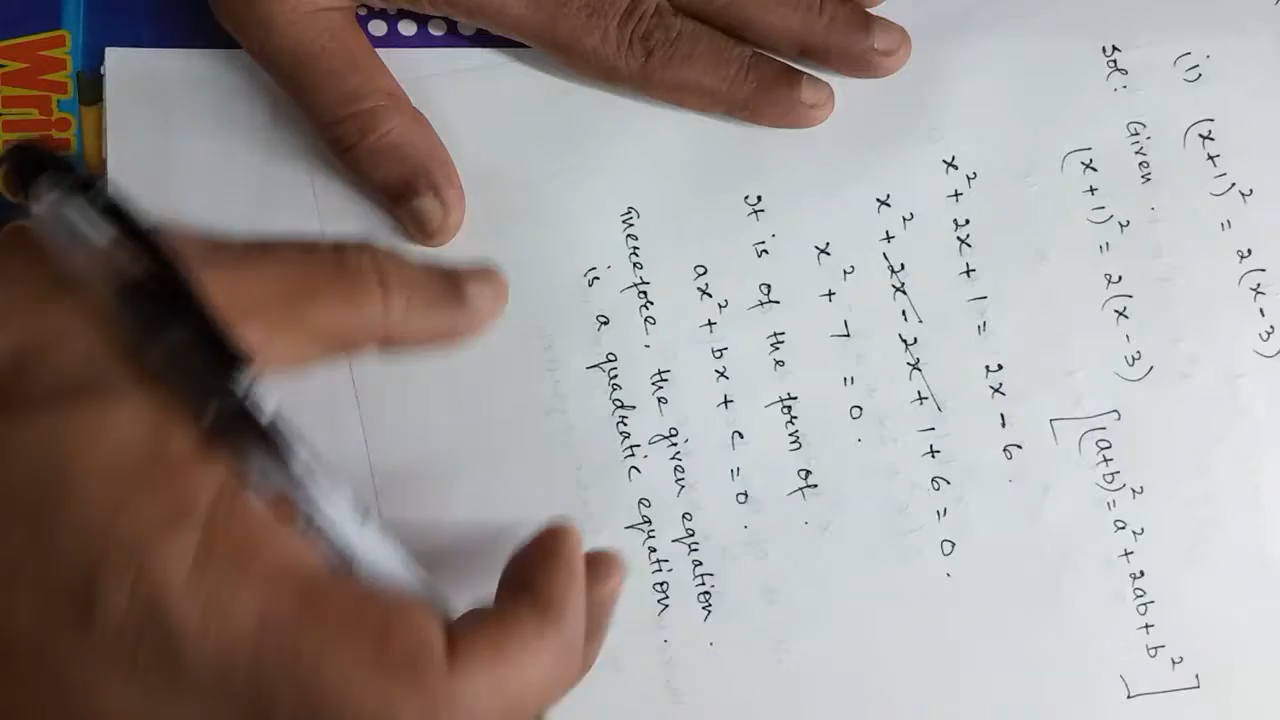 (i) (x+1)² = 2(x-3)
Sol: Given.
(x+1)² = 2(x-3) [(a+b)² = a² + 2ab + b²]
x² + 2x + 1 = 2x - 6.
x² + 2x - 2x + 1 + 6 = 0.
x² + 7 = 0.
It is of the form of.
ax² + bx + c = 0.
Therefore, the given equation.
is a quadratic equation.
Writ